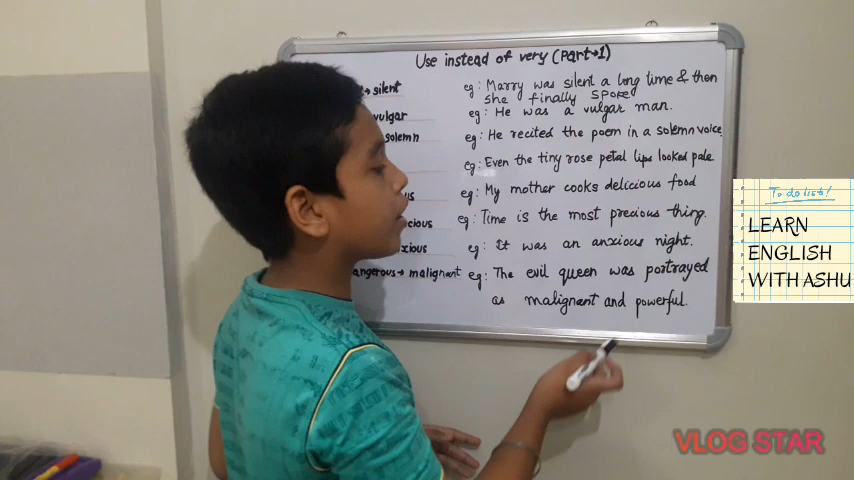 Use instead of very (Part→1)
→ silent eg: Marry was silent a long time & then
she finally spoke
vulgar eg: He was a vulgar man.
solemn eg: He recited the poem in a solemn voice.
eg: Even the tiny rose petal lips looked pale.
eg: My mother cooks delicious food
us
cious eg: Time is the most precious thing.
xious eg: It was an anxious night.
angerous → malignant eg: The evil queen was portrayed
as malignant and powerful.
To do lists!
LEARN
ENGLISH
WITH ASHU
VLOG STAR